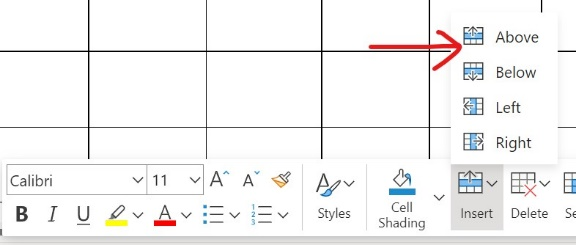 Above
Below
Left
Right
Calibri 11 A A
B I U A Styles Cell Shading Insert Delete